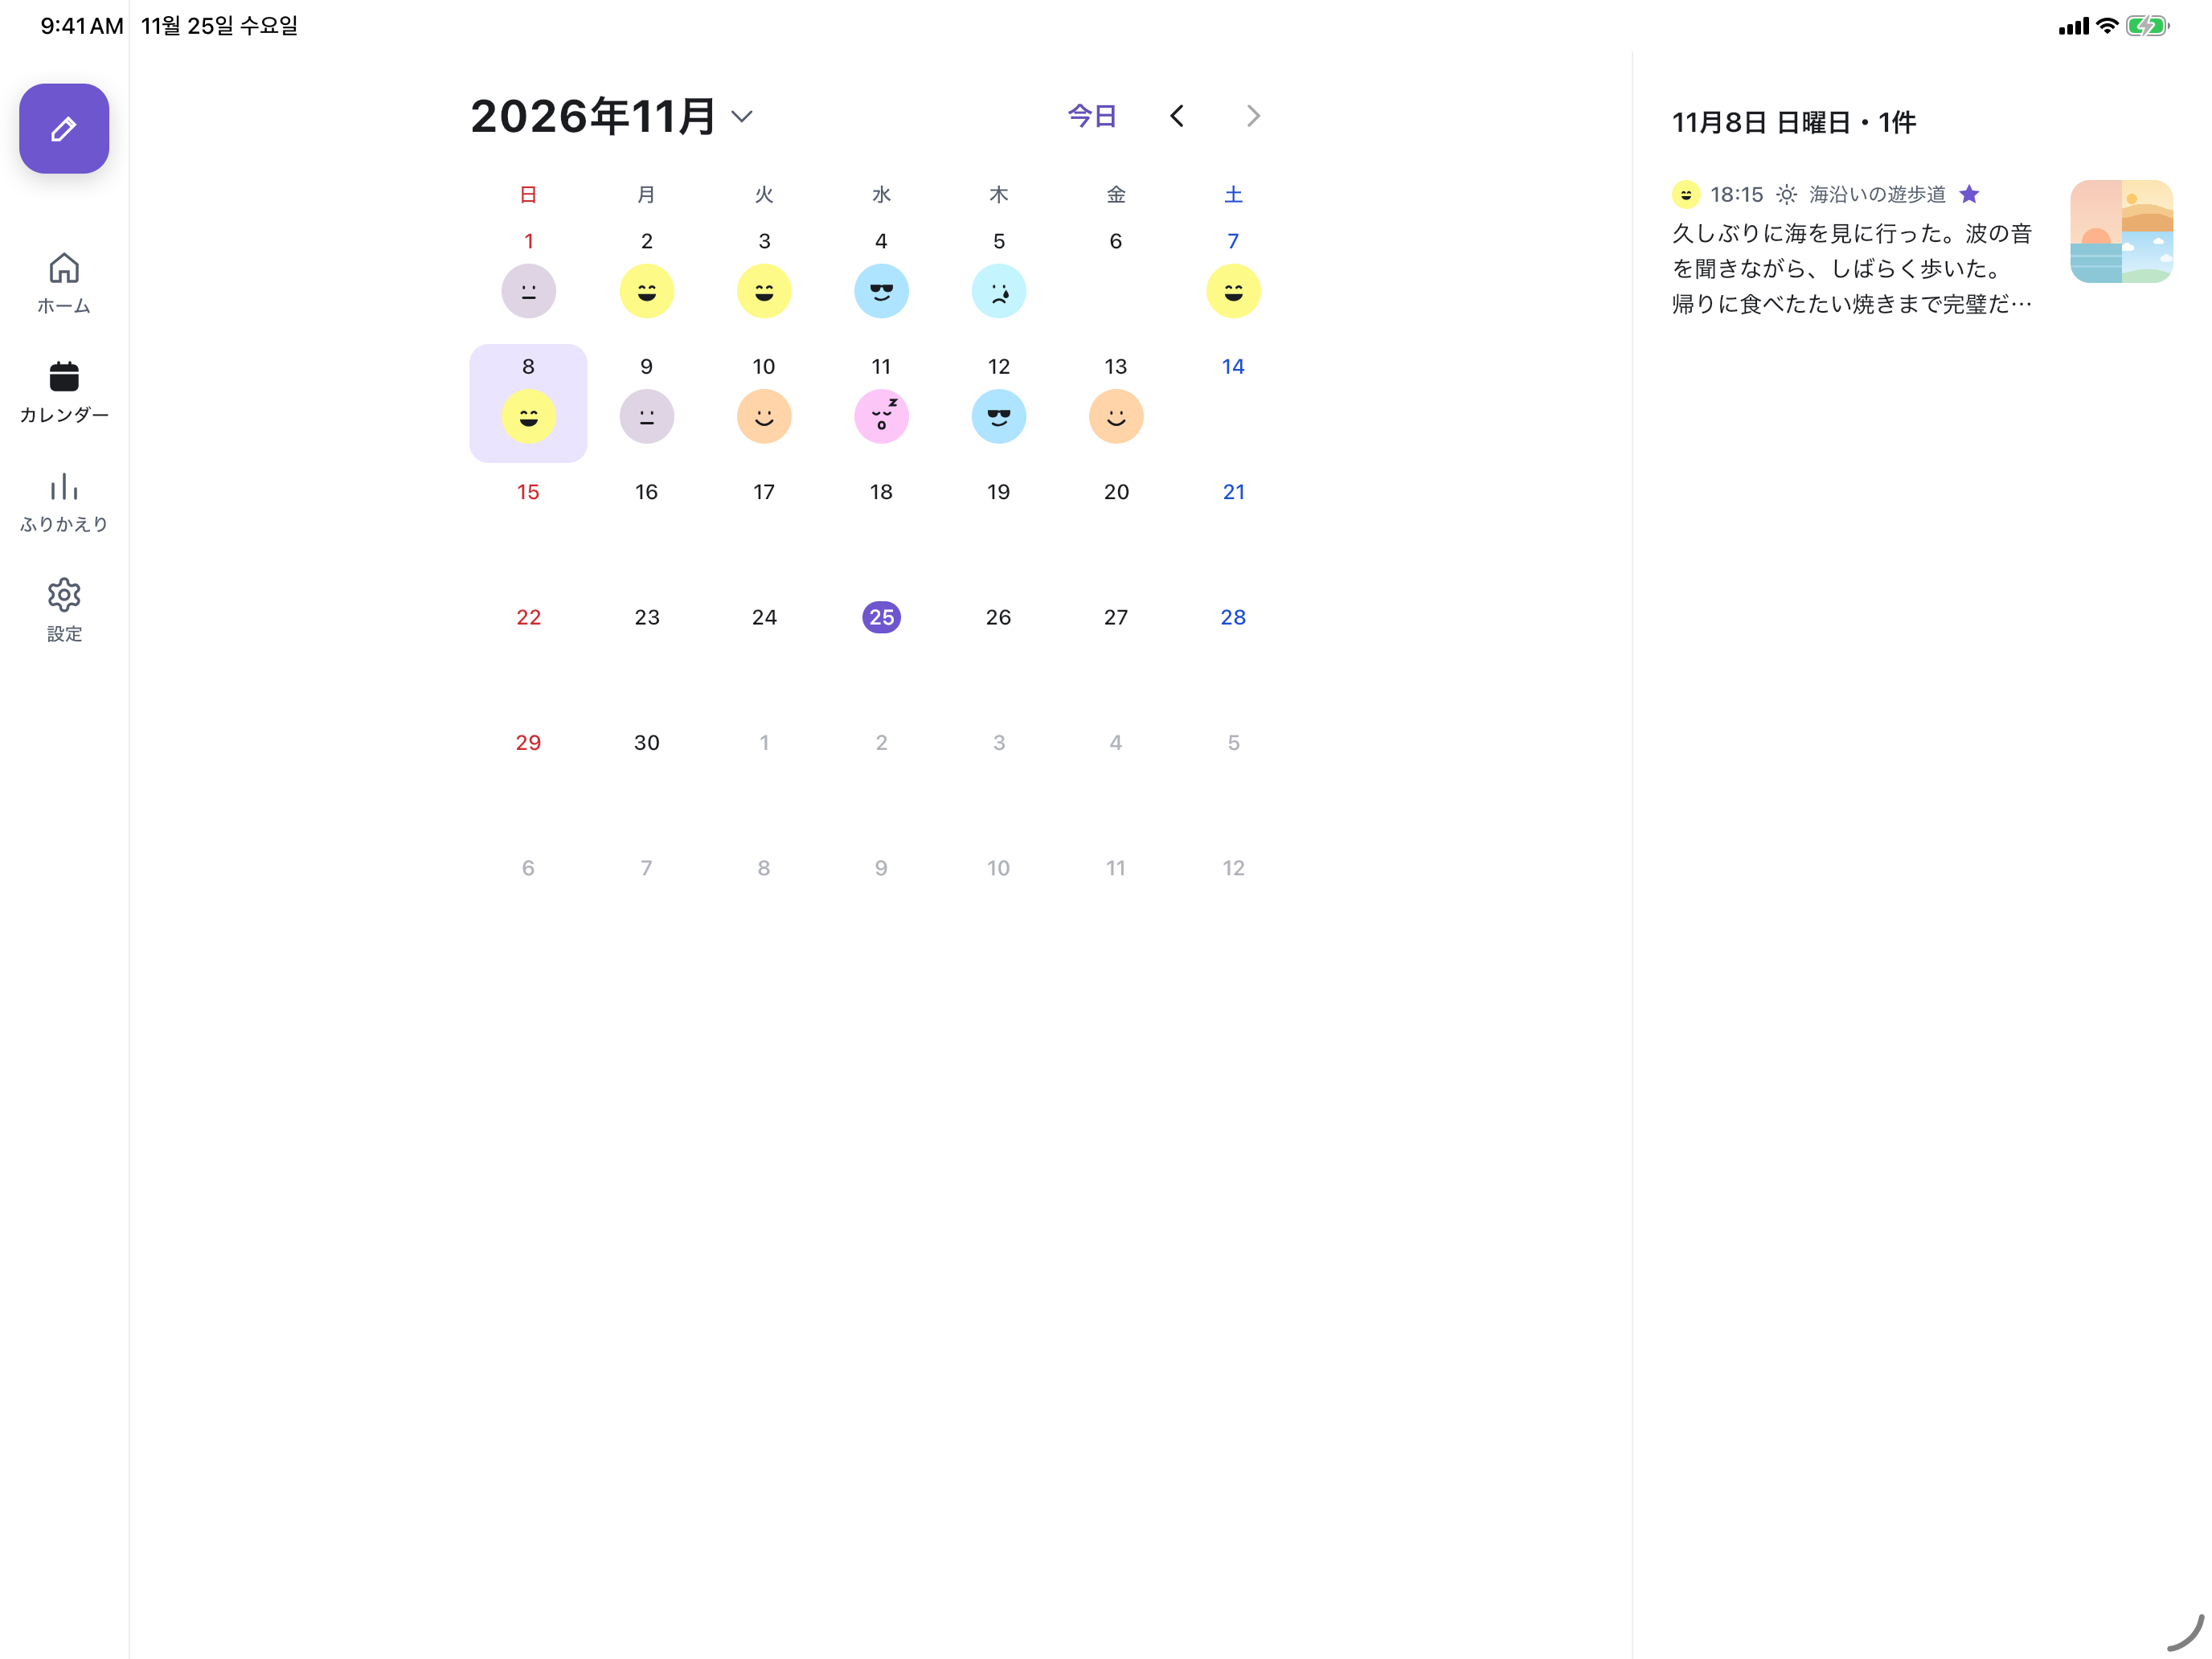 9:41 AM 11월 25일 수요일
ホーム
カレンダー
ふりかえり
設定
2026年11月
今日
日 月 火 水 木 金 土
1 2 3 4 5 6 7
8 9 10 11 12 13 14
15 16 17 18 19 20 21
22 23 24 25 26 27 28
29 30 1 2 3 4 5
6 7 8 9 10 11 12
11月8日 日曜日・1件
18:15 海沿いの遊歩道
久しぶりに海を見に行った。波の音
を聞きながら、しばらく歩いた。
帰りに食べたたい焼きまで完璧だ…